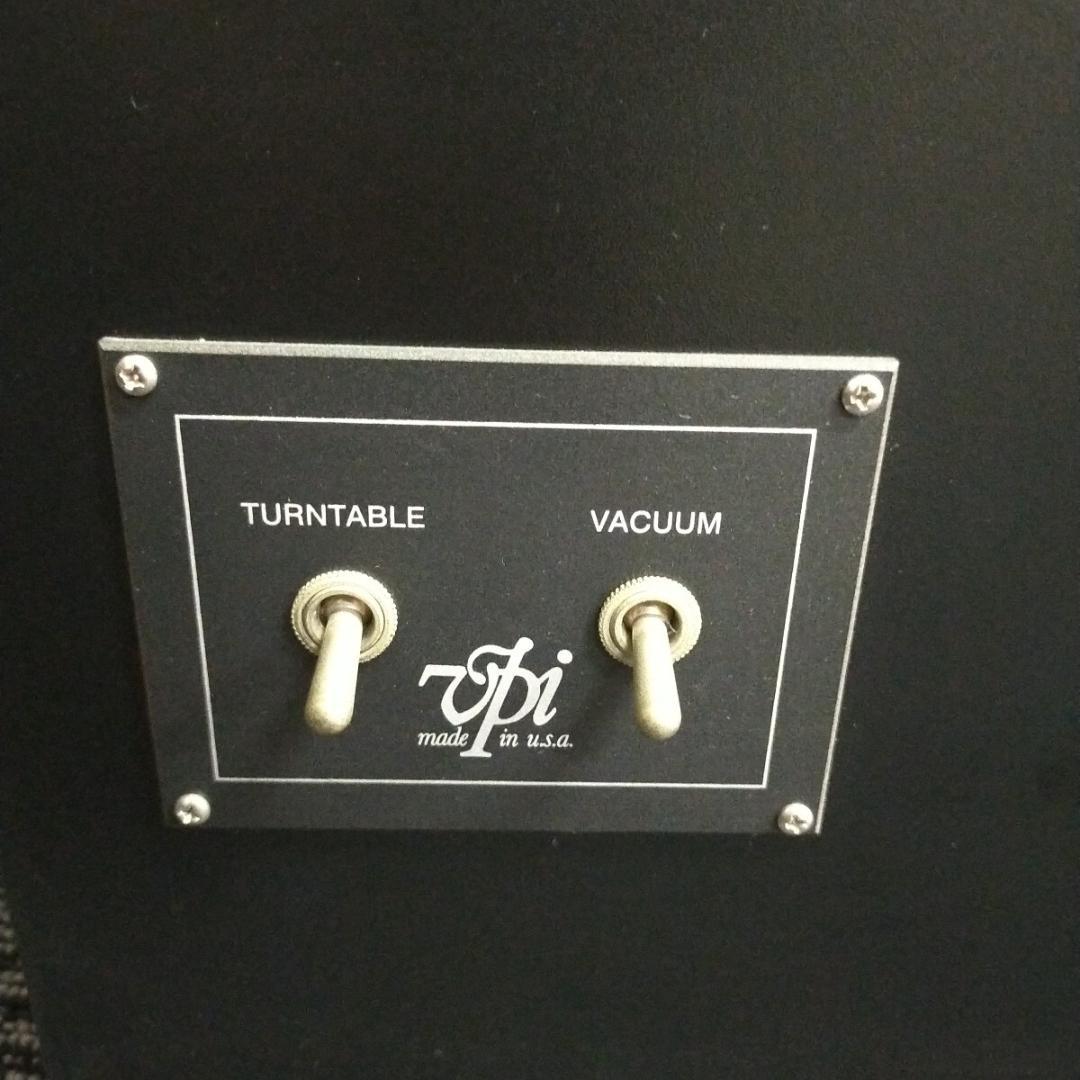 TURNTABLE VACUUM
vpi
made in u.s.a.